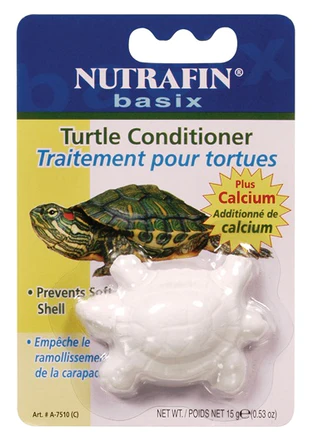 NUTRAFIN®
basix
Turtle Conditioner
Traitement pour tortues
Plus
Calcium
Additionné de
calcium
• Prevents Soft
Shell
• Empêche le
ramollissement
de la carapace
Art. # A-7510 (C)
NET WT. / POIDS NET 15 g℮ (0.53 oz)